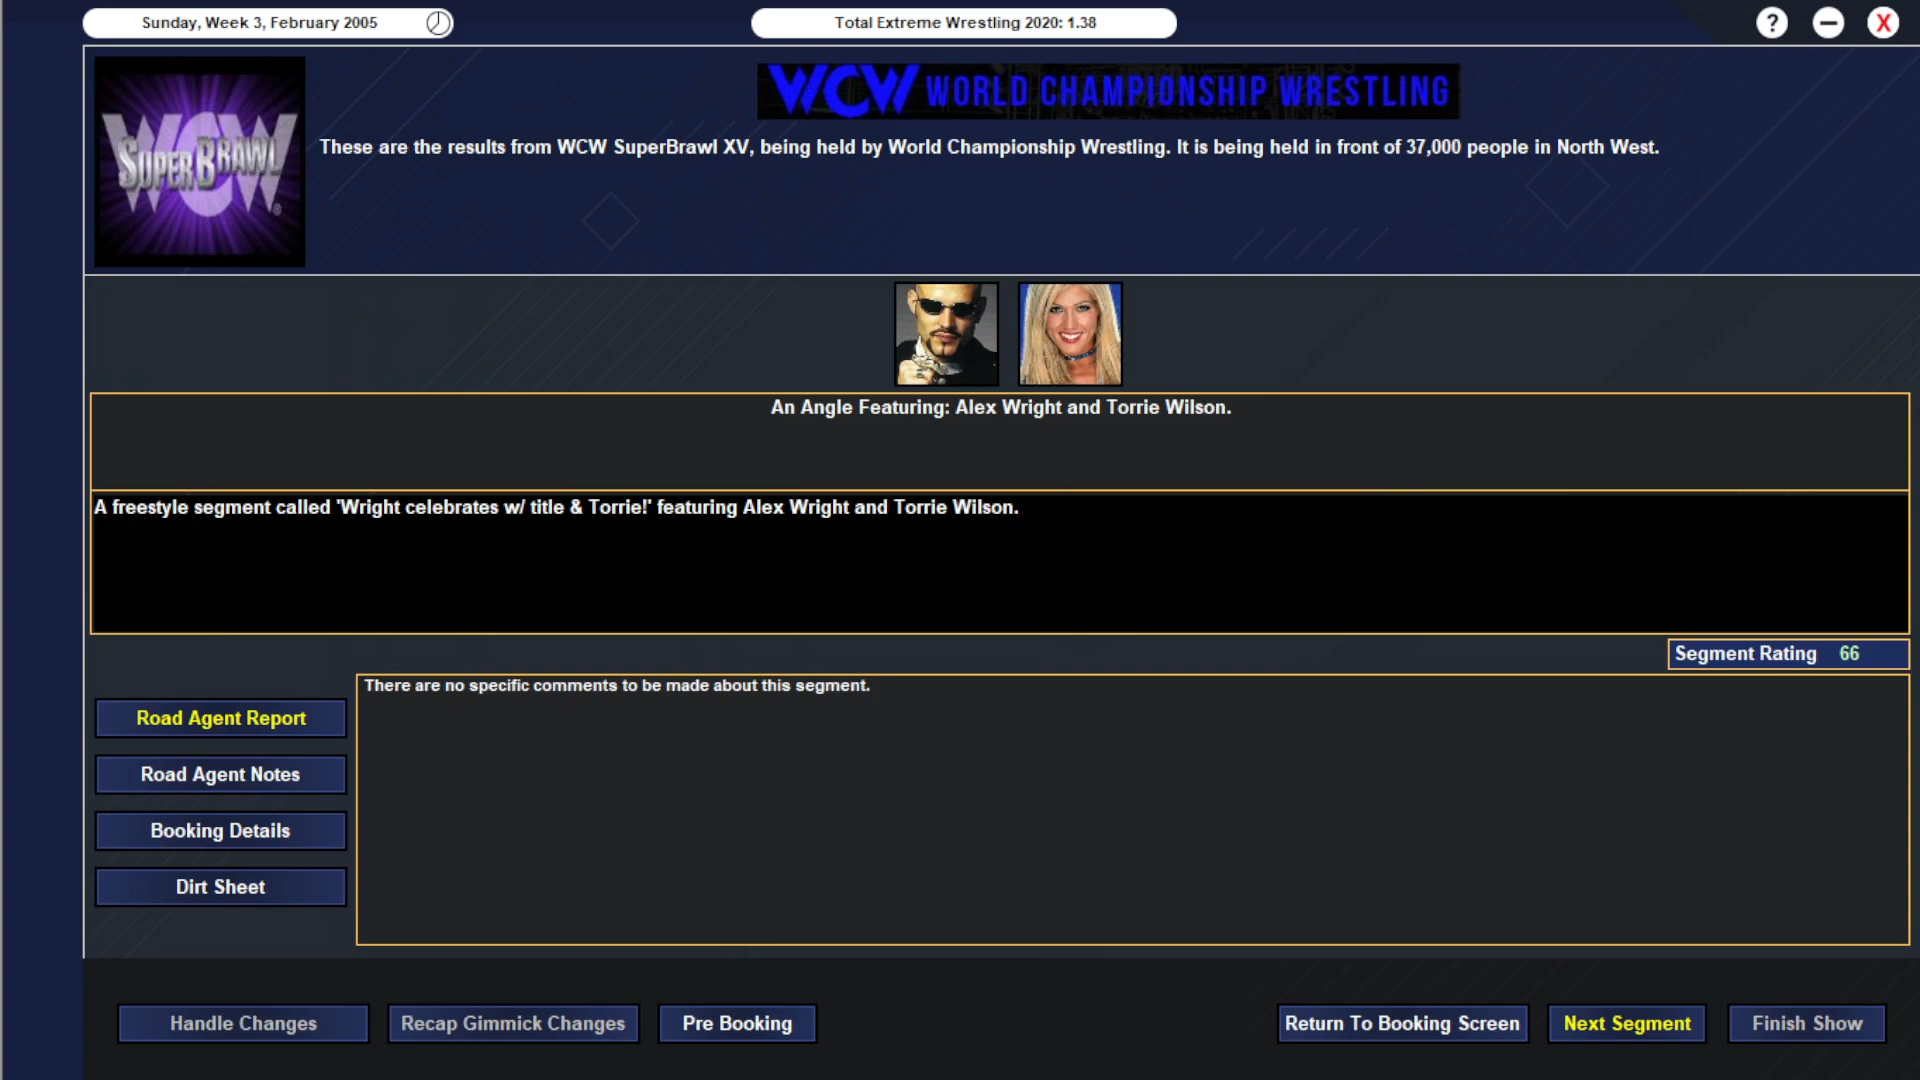 Sunday, Week 3, February 2005
Total Extreme Wrestling 2020: 1.38
? X
WCW WORLD CHAMPIONSHIP WRESTLING
WCW
SUPERBRAWL
®
These are the results from WCW SuperBrawl XV, being held by World Championship Wrestling. It is being held in front of 37,000 people in North West.
An Angle Featuring: Alex Wright and Torrie Wilson.
A freestyle segment called 'Wright celebrates w/ title & Torrie!' featuring Alex Wright and Torrie Wilson.
Segment Rating 66
There are no specific comments to be made about this segment.
Road Agent Report
Road Agent Notes
Booking Details
Dirt Sheet
Handle Changes
Recap Gimmick Changes
Pre Booking
Return To Booking Screen
Next Segment
Finish Show